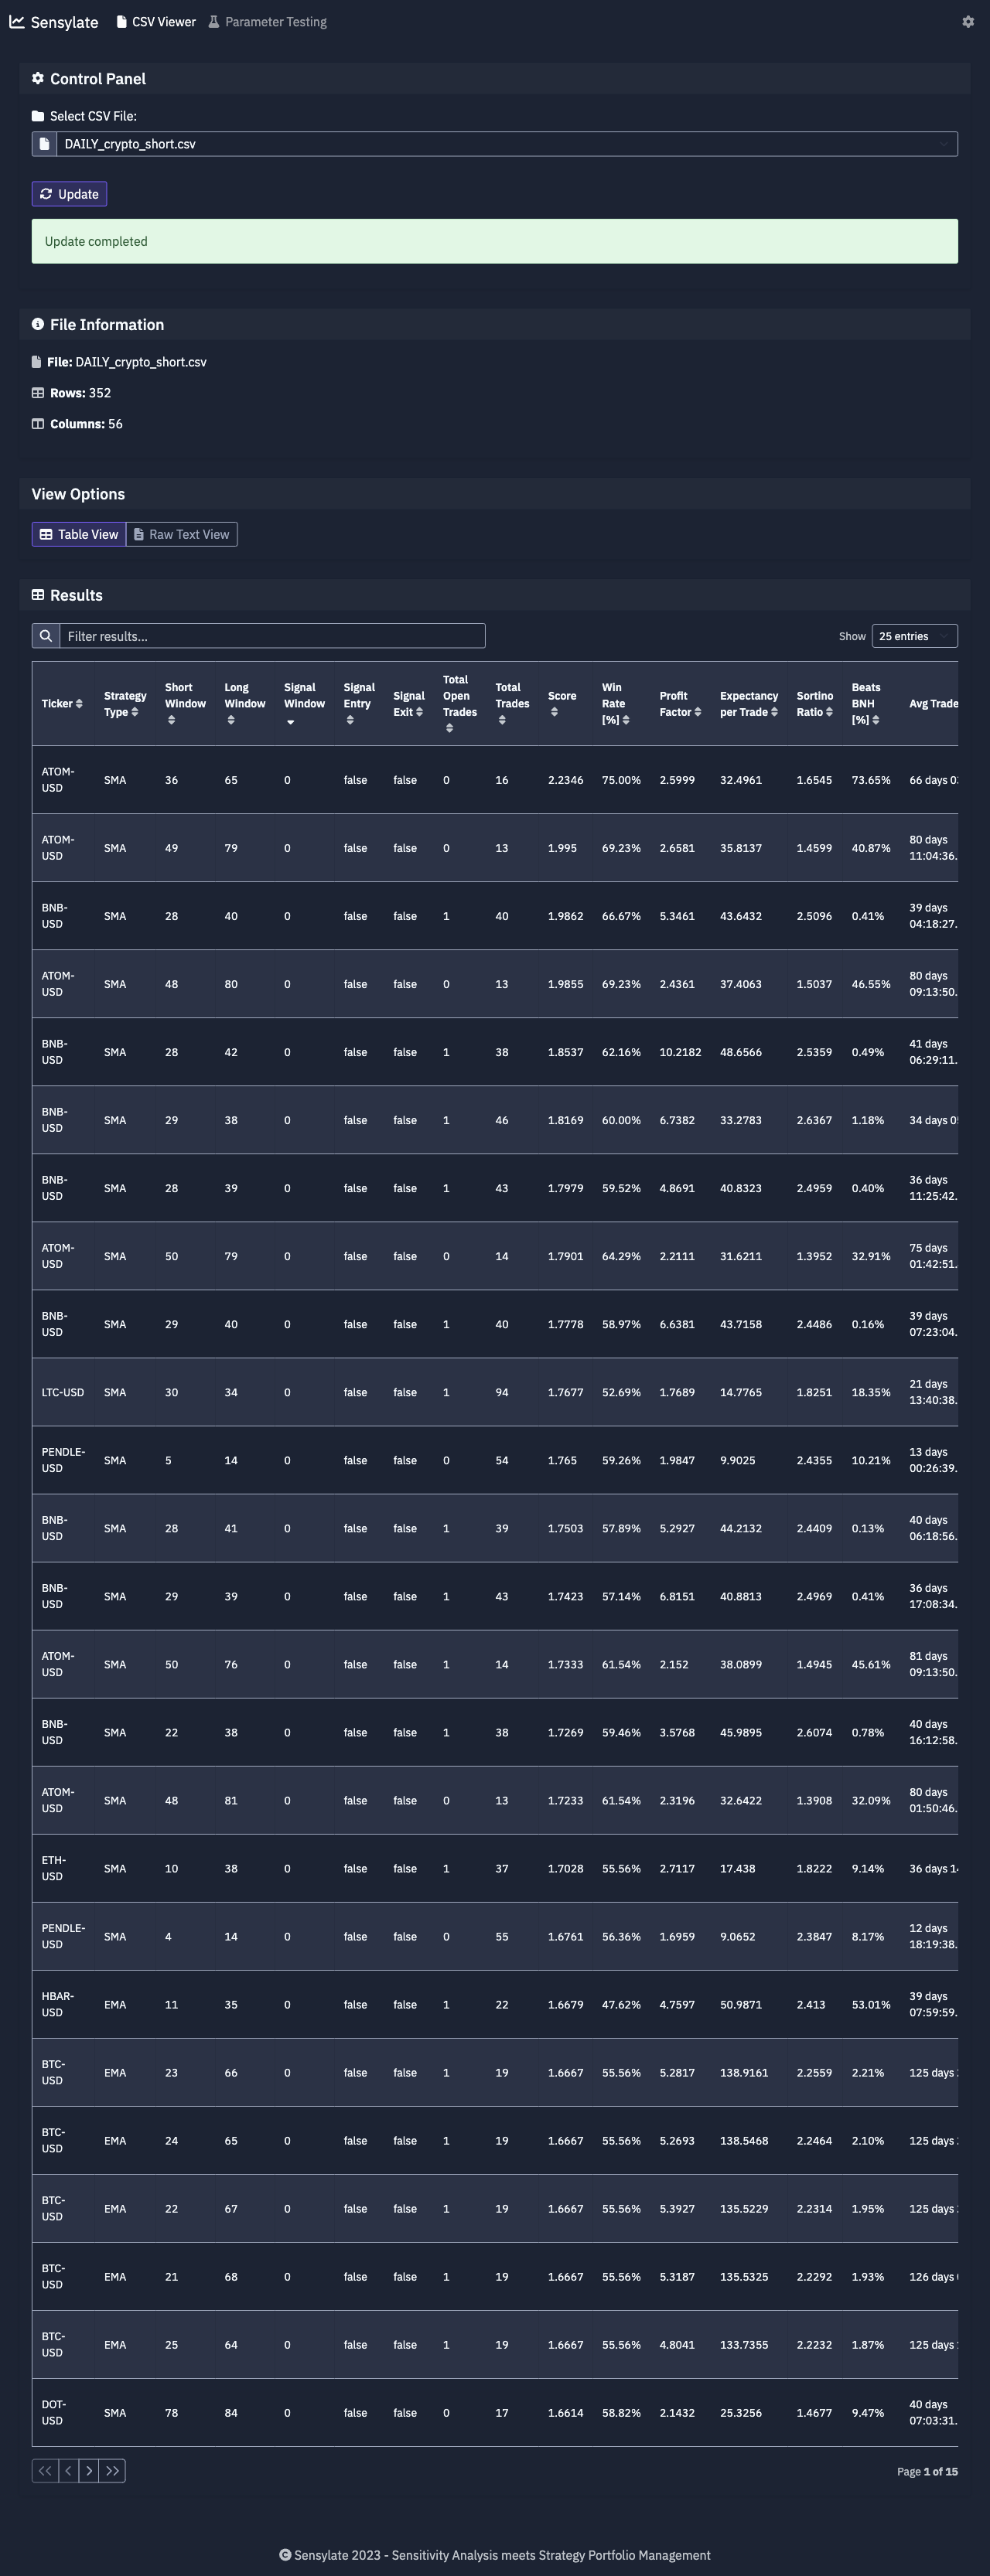 Sensylate CSV Viewer Parameter Testing
Control Panel
Select CSV File:
DAILY_crypto_short.csv
Update
Update completed
File Information
File: DAILY_crypto_short.csv
Rows: 352
Columns: 56
View Options
Table View Raw Text View
Results
Filter results... Show 25 entries
Ticker Strategy Type Short Window Long Window Signal Window Signal Entry Signal Exit Total Open Trades Total Trades Score Win Rate [%] Profit Factor Expectancy per Trade Sortino Ratio Beats BNH [%] Avg Trade
ATOM-USD SMA 36 65 0 false false 0 16 2.2346 75.00% 2.5999 32.4961 1.6545 73.65% 66 days
ATOM-USD SMA 49 79 0 false false 0 13 1.995 69.23% 2.6581 35.8137 1.4599 40.87% 80 days 11:04:36.
BNB-USD SMA 28 40 0 false false 1 40 1.9862 66.67% 5.3461 43.6432 2.5096 0.41% 39 days 04:18:27.
ATOM-USD SMA 48 80 0 false false 0 13 1.9855 69.23% 2.4361 37.4063 1.5037 46.55% 80 days 09:13:50.
BNB-USD SMA 28 42 0 false false 1 38 1.8537 62.16% 10.2182 48.6566 2.5359 0.49% 41 days 06:29:11.
BNB-USD SMA 29 38 0 false false 1 46 1.8169 60.00% 6.7382 33.2783 2.6367 1.18% 34 days
BNB-USD SMA 28 39 0 false false 1 43 1.7979 59.52% 4.8691 40.8323 2.4959 0.40% 36 days 11:25:42.
ATOM-USD SMA 50 79 0 false false 0 14 1.7901 64.29% 2.2111 31.6211 1.3952 32.91% 75 days 01:42:51.
BNB-USD SMA 29 40 0 false false 1 40 1.7778 58.97% 6.6381 43.7158 2.4486 0.16% 39 days 07:23:04.
LTC-USD SMA 30 34 0 false false 1 94 1.7677 52.69% 1.7689 14.7765 1.8251 18.35% 21 days 13:40:38.
PENDLE-USD SMA 5 14 0 false false 0 54 1.765 59.26% 1.9847 9.9025 2.4355 10.21% 13 days 00:26:39.
BNB-USD SMA 28 41 0 false false 1 39 1.7503 57.89% 5.2927 44.2132 2.4409 0.13% 40 days 06:18:56.
BNB-USD SMA 29 39 0 false false 1 43 1.7423 57.14% 6.8151 40.8813 2.4969 0.41% 36 days 17:08:34.
ATOM-USD SMA 50 76 0 false false 1 14 1.7333 61.54% 2.152 38.0899 1.4945 45.61% 81 days 09:13:50.
BNB-USD SMA 22 38 0 false false 1 38 1.7269 59.46% 3.5768 45.9895 2.6074 0.78% 40 days 16:12:58.
ATOM-USD SMA 48 81 0 false false 0 13 1.7233 61.54% 2.3196 32.6422 1.3908 32.09% 80 days 01:50:46.
ETH-USD SMA 10 38 0 false false 1 37 1.7028 55.56% 2.7117 17.438 1.8222 9.14% 36 days
PENDLE-USD SMA 4 14 0 false false 0 55 1.6761 56.36% 1.6959 9.0652 2.3847 8.17% 12 days 18:19:38.
HBAR-USD EMA 11 35 0 false false 1 22 1.6679 47.62% 4.7597 50.9871 2.413 53.01% 39 days 07:59:59.
BTC-USD EMA 23 66 0 false false 1 19 1.6667 55.56% 5.2817 138.9161 2.2559 2.21% 125 days
BTC-USD EMA 24 65 0 false false 1 19 1.6667 55.56% 5.2693 138.5468 2.2464 2.10% 125 days
BTC-USD EMA 22 67 0 false false 1 19 1.6667 55.56% 5.3927 135.5229 2.2314 1.95% 125 days
BTC-USD EMA 21 68 0 false false 1 19 1.6667 55.56% 5.3187 135.5325 2.2292 1.93% 126 days
BTC-USD EMA 25 64 0 false false 1 19 1.6667 55.56% 4.8041 133.7355 2.2232 1.87% 125 days
DOT-USD SMA 78 84 0 false false 0 17 1.6614 58.82% 2.1432 25.3256 1.4677 9.47% 40 days 07:03:31.
<< < > >> Page 1 of 15
Sensylate 2023 - Sensitivity Analysis meets Strategy Portfolio Management